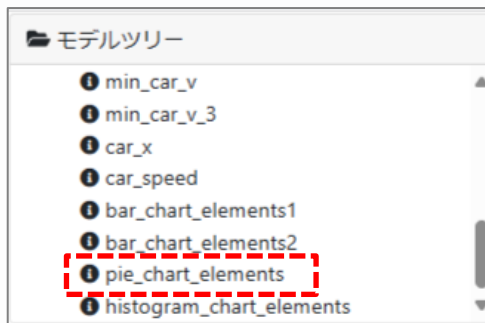 モデルツリー
min_car_v
min_car_v_3
car_x
car_speed
bar_chart_elements1
bar_chart_elements2
pie_chart_elements
histogram_chart_elements